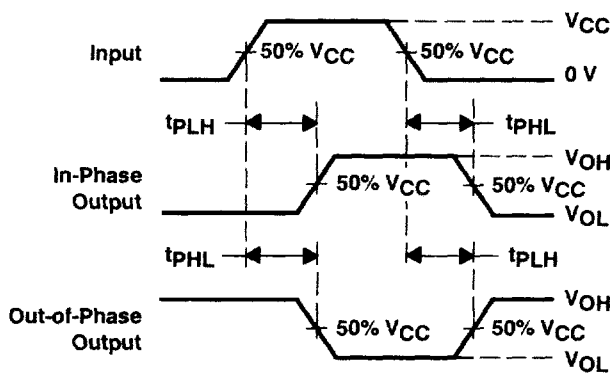 VCC
Input
50% VCC
50% VCC
0 V
tPLH
tPHL
VOH
In-Phase
Output
50% VCC
50% VCC
VOL
tPHL
tPLH
VOH
Out-of-Phase
Output
50% VCC
50% VCC
VOL